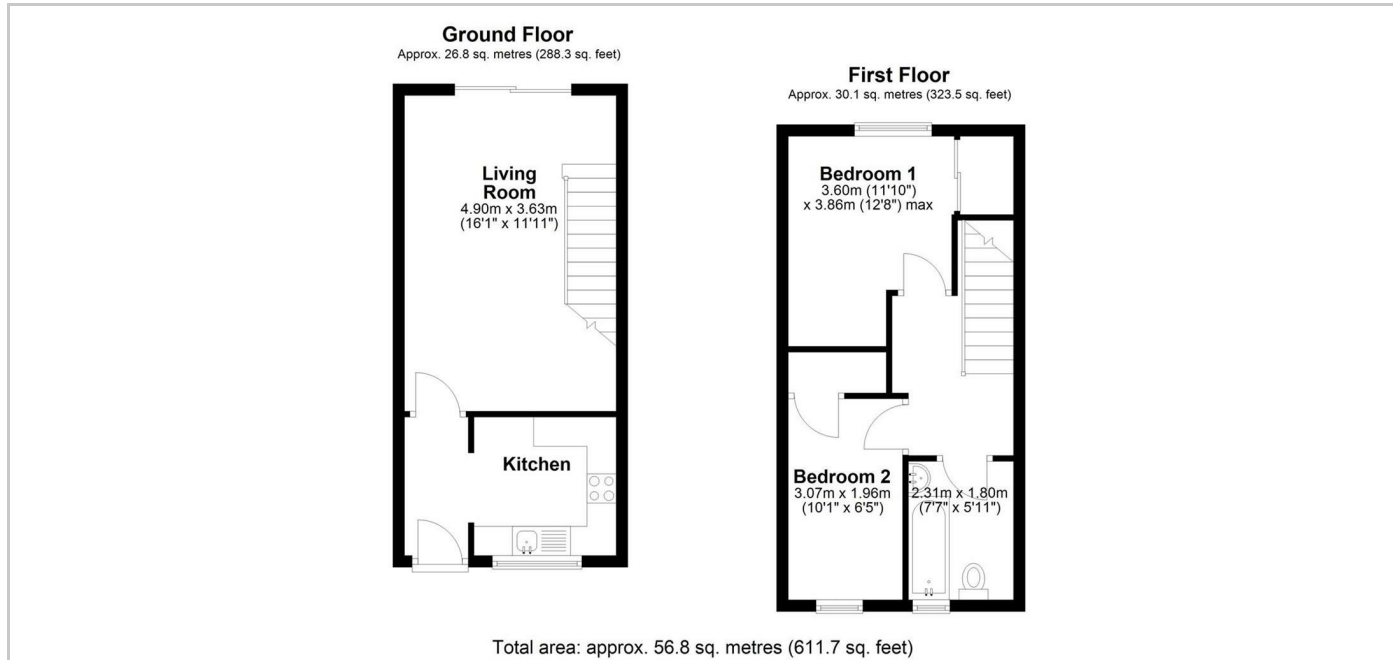 Ground Floor
Approx. 26.8 sq. metres (288.3 sq. feet)
Living
Room
4.90m x 3.63m
(16'1" x 11'11")
Kitchen
First Floor
Approx. 30.1 sq. metres (323.5 sq. feet)
Bedroom 1
3.60m (11'10")
x 3.86m (12'8") max
Bedroom 2
3.07m x 1.96m
(10'1" x 6'5")
2.31m x 1.80m
(7'7" x 5'11")
Total area: approx. 56.8 sq. metres (611.7 sq. feet)